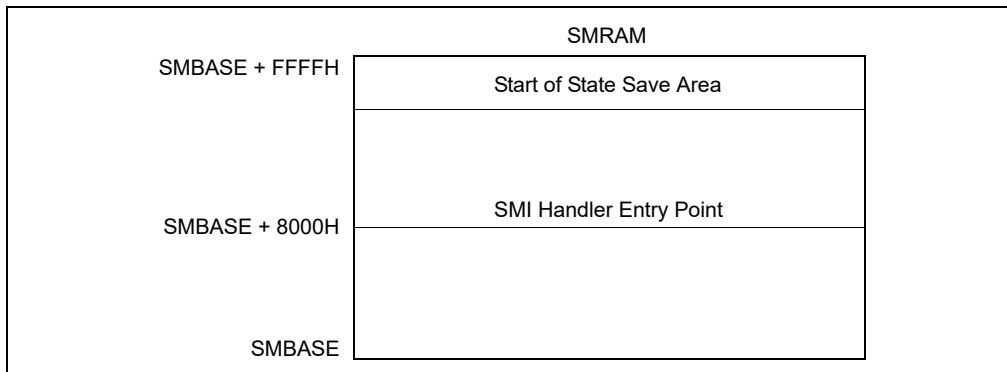 SMRAM
SMBASE + FFFFH
Start of State Save Area
SMI Handler Entry Point
SMBASE + 8000H
SMBASE